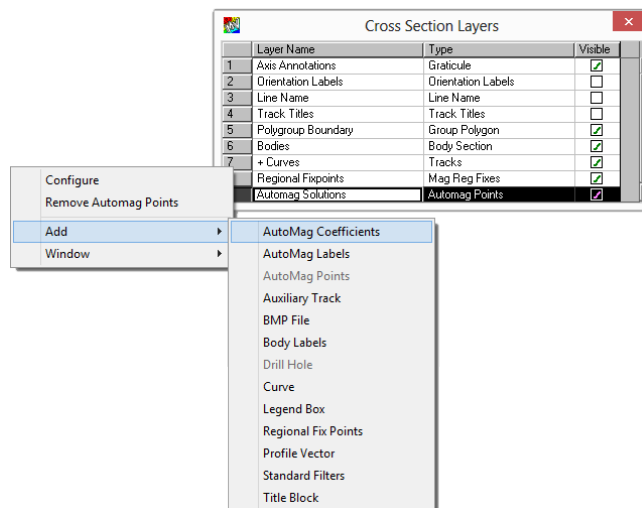 Cross Section Layers
Layer Name Type Visible
1 Axis Annotations Graticule
2 Orientation Labels Orientation Labels
3 Line Name Line Name
4 Track Titles Track Titles
5 Polygroup Boundary Group Polygon
6 Bodies Body Section
7 + Curves Tracks
Regional Fixpoints Mag Reg Fixes
Automag Solutions Automag Points
Configure
Remove Automag Points
Add
Window
AutoMag Coefficients
AutoMag Labels
AutoMag Points
Auxiliary Track
BMP File
Body Labels
Drill Hole
Curve
Legend Box
Regional Fix Points
Profile Vector
Standard Filters
Title Block